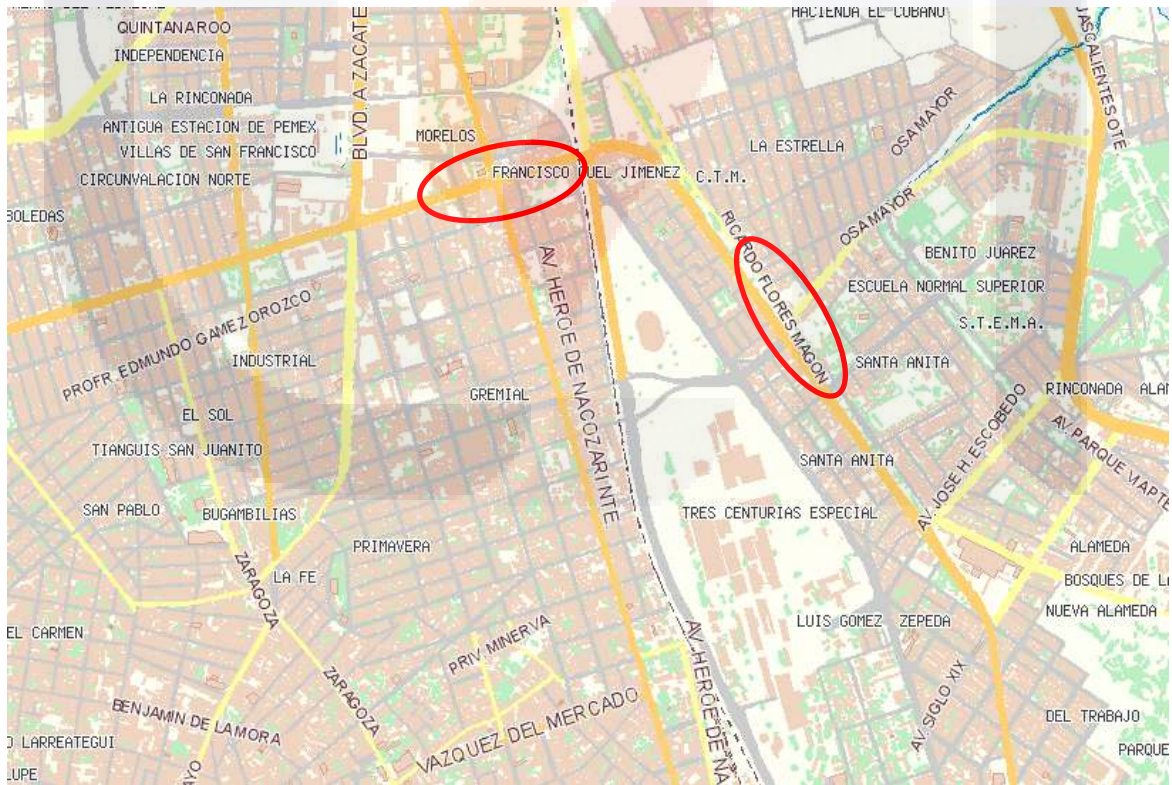 HACIENDA EL CUBANO
QUINTANAROO
INDEPENDENCIA
BLVD. A ZACATE
LA RINCONADA
ANTIGUA ESTACION DE PEMEX
MORELOS
VILLAS DE SAN FRANCISCO
LA ESTRELLA
OSA MAYOR
CIRCUNVALACION NORTE
FRANCISCO
JIMENEZ
C.T.M.
BOLEDAS
RICARDO FLORES MAGON
OSA MAYOR
BENITO JUAREZ
AV. HEROE DE NACOZARI NTE
ESCUELA NORMAL SUPERIOR
S.T.E.M.A.
PROFR. EDMUNDO GAMEZ OROZCO
INDUSTRIAL
SANTA ANITA
GREMIAL
RINCONADA ALAM
EL SOL
AV. PARQUE VIA PTE
TIANGUIS SAN JUANITO
SANTA ANITA
AV. JOSE H. ESCOBEDO
SAN PABLO
BUGAMBILIAS
TRES CENTURIAS ESPECIAL
PRIMAVERA
ALAMEDA
ZARAGOZA
LA FE
BOSQUES DE L
NUEVA ALAMEDA
EL CARMEN
LUIS GOMEZ ZEPEDA
PRIV. MINERVA
AV. HEROE DE NA
ZARAGOZA
AV. SIGLO XIX
BENJAMIN DE LA MORA
DEL TRABAJO
VAZQUEZ DEL MERCADO
O LARREATEGUI
PARQUE
LUPE
AYO